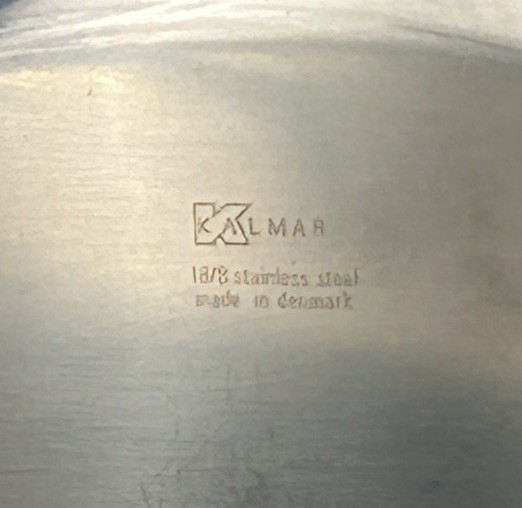 KALMAR
18/8 stainless steel
made in denmark